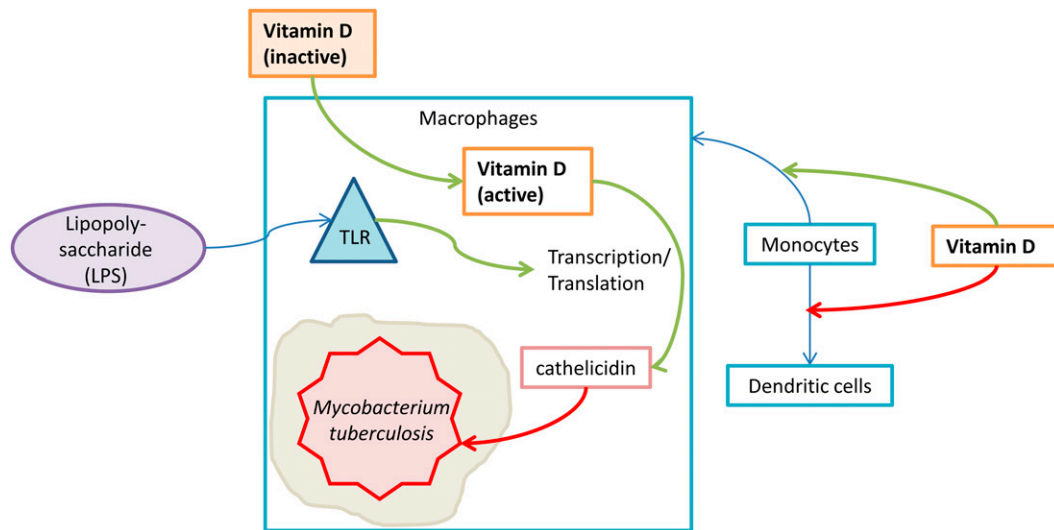 Vitamin D
(inactive)
Macrophages
Vitamin D
(active)
Lipopoly-
saccharide
(LPS)
TLR
Transcription/
Translation
Monocytes
Vitamin D
cathelicidin
Dendritic cells
Mycobacterium
tuberculosis